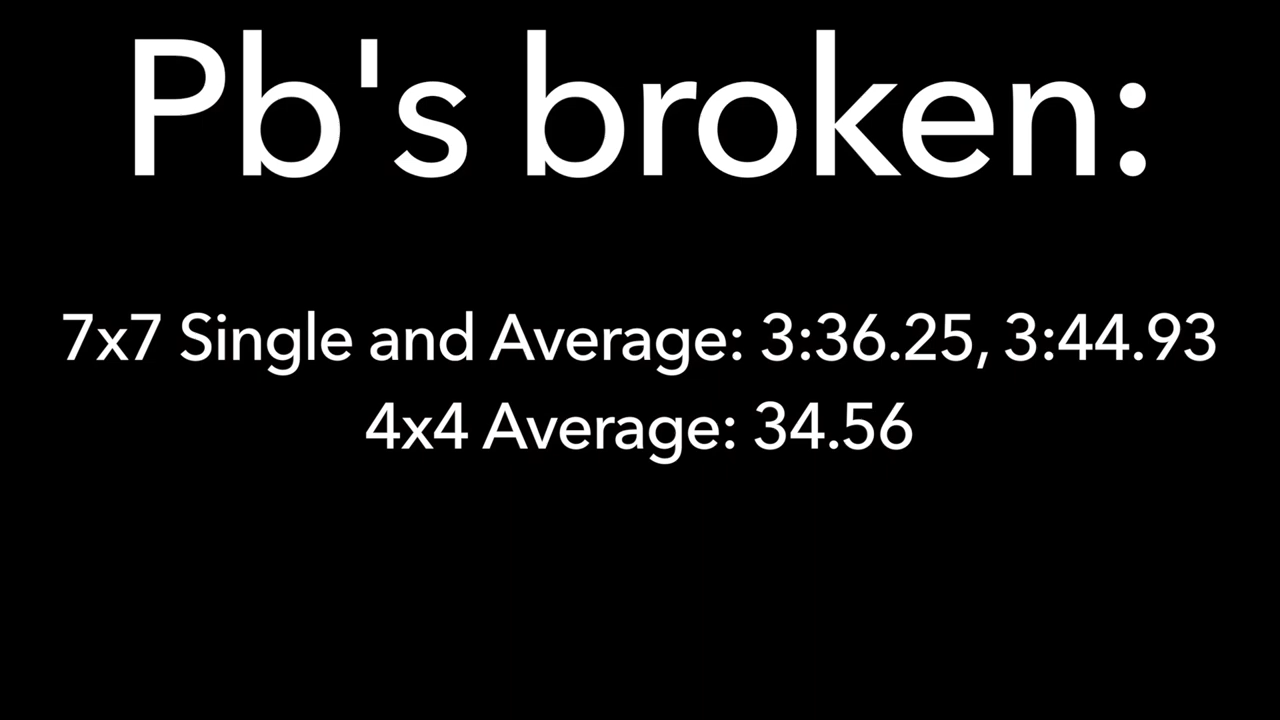 Pb's broken:
7x7 Single and Average: 3:36.25, 3:44.93
4x4 Average: 34.56